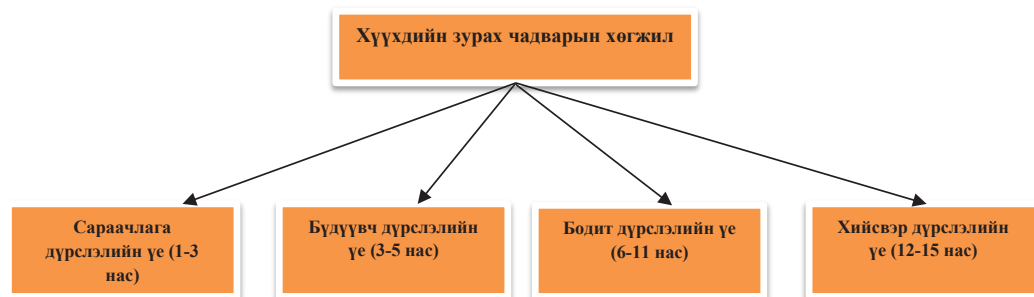 Хүүхдийн зурах чадварын хөгжил
Сараачлага
дүрслэлийн үе (1-3
нас)
Бүдүүвч дүрслэлийн
үе (3-5 нас)
Бодит дүрслэлийн үе
(6-11 нас)
Хийсвэр дүрслэлийн
үе (12-15 нас)